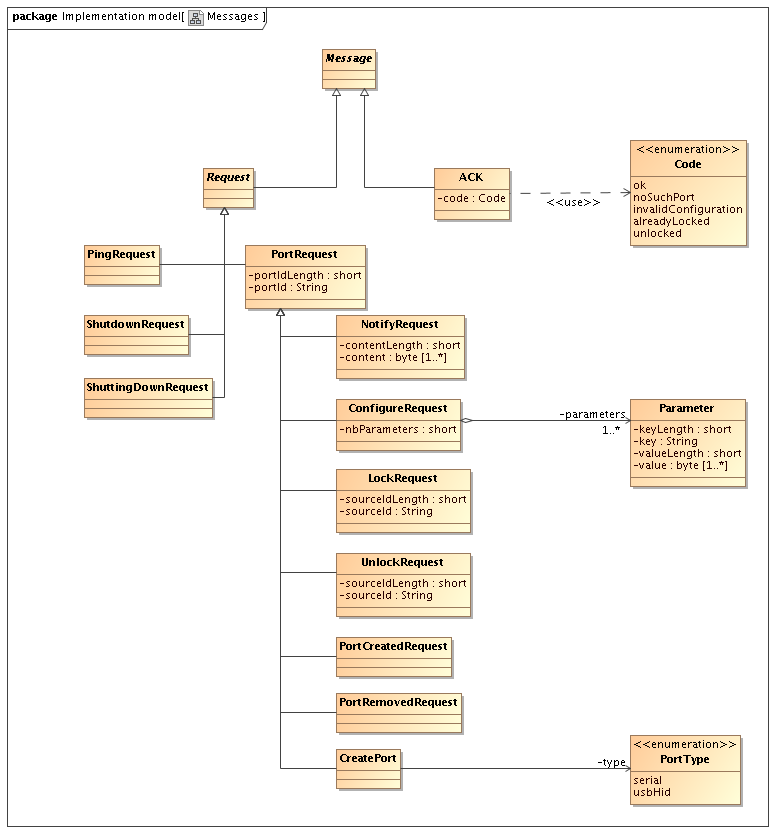 package Implementation model[ Messages ]
Message
Request
ACK
-code : Code
<<use>>
<<enumeration>>
Code
ok
noSuchPort
invalidConfiguration
alreadyLocked
unlocked
PingRequest
PortRequest
-portIdLength : short
-portId : String
ShutdownRequest
ShuttingDownRequest
NotifyRequest
-contentLength : short
-content : byte [1..*]
ConfigureRequest
-nbParameters : short
-parameters
1..*
Parameter
-keyLength : short
-key : String
-valueLength : short
-value : byte [1..*]
LockRequest
-sourceIdLength : short
-sourceId : String
UnlockRequest
-sourceIdLength : short
-sourceId : String
PortCreatedRequest
PortRemovedRequest
CreatePort
-type
<<enumeration>>
PortType
serial
usbHid